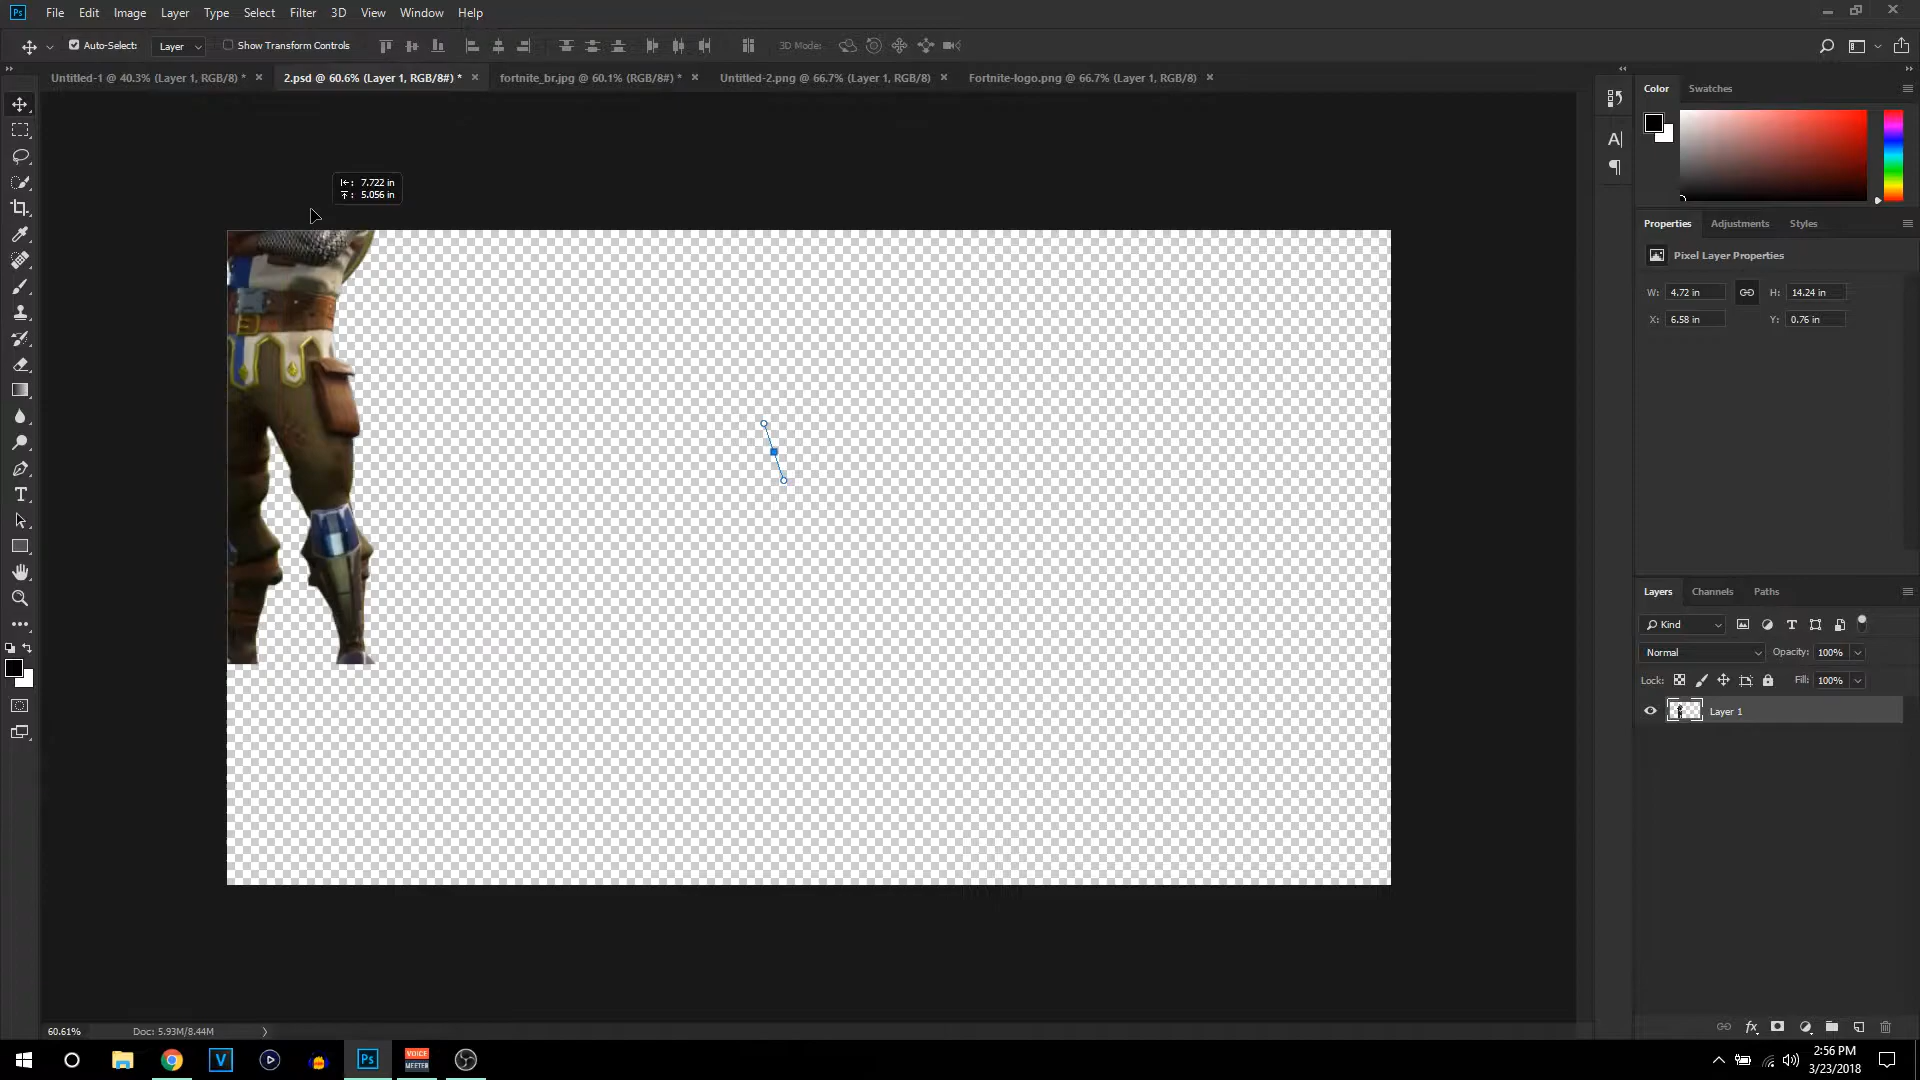 Ps File Edit Image Layer Type Select Filter 3D View Window Help
Auto-Select: Layer Show Transform Controls 3D Mode:
Untitled-1 @ 40.3% (Layer 1, RGB/8) * 2.psd @ 60.6% (Layer 1, RGB/8#) * fortnite_br.jpg @ 60.1% (RGB/8#) * Untitled-2.png @ 66.7% (Layer 1, RGB/8) Fortnite-logo.png @ 66.7% (Layer 1, RGB/8)
Color Swatches
7.722 in
5.056 in
Properties Adjustments Styles
Pixel Layer Properties
W: 4.72 in H: 14.24 in
X: 6.58 in Y: 0.76 in
Layers Channels Paths
Kind
Normal Opacity: 100%
Lock: Fill: 100%
Layer 1
60.61% Doc: 5.93M/8.44M
V Ps VOICE MEETER
2:56 PM
3/23/2018